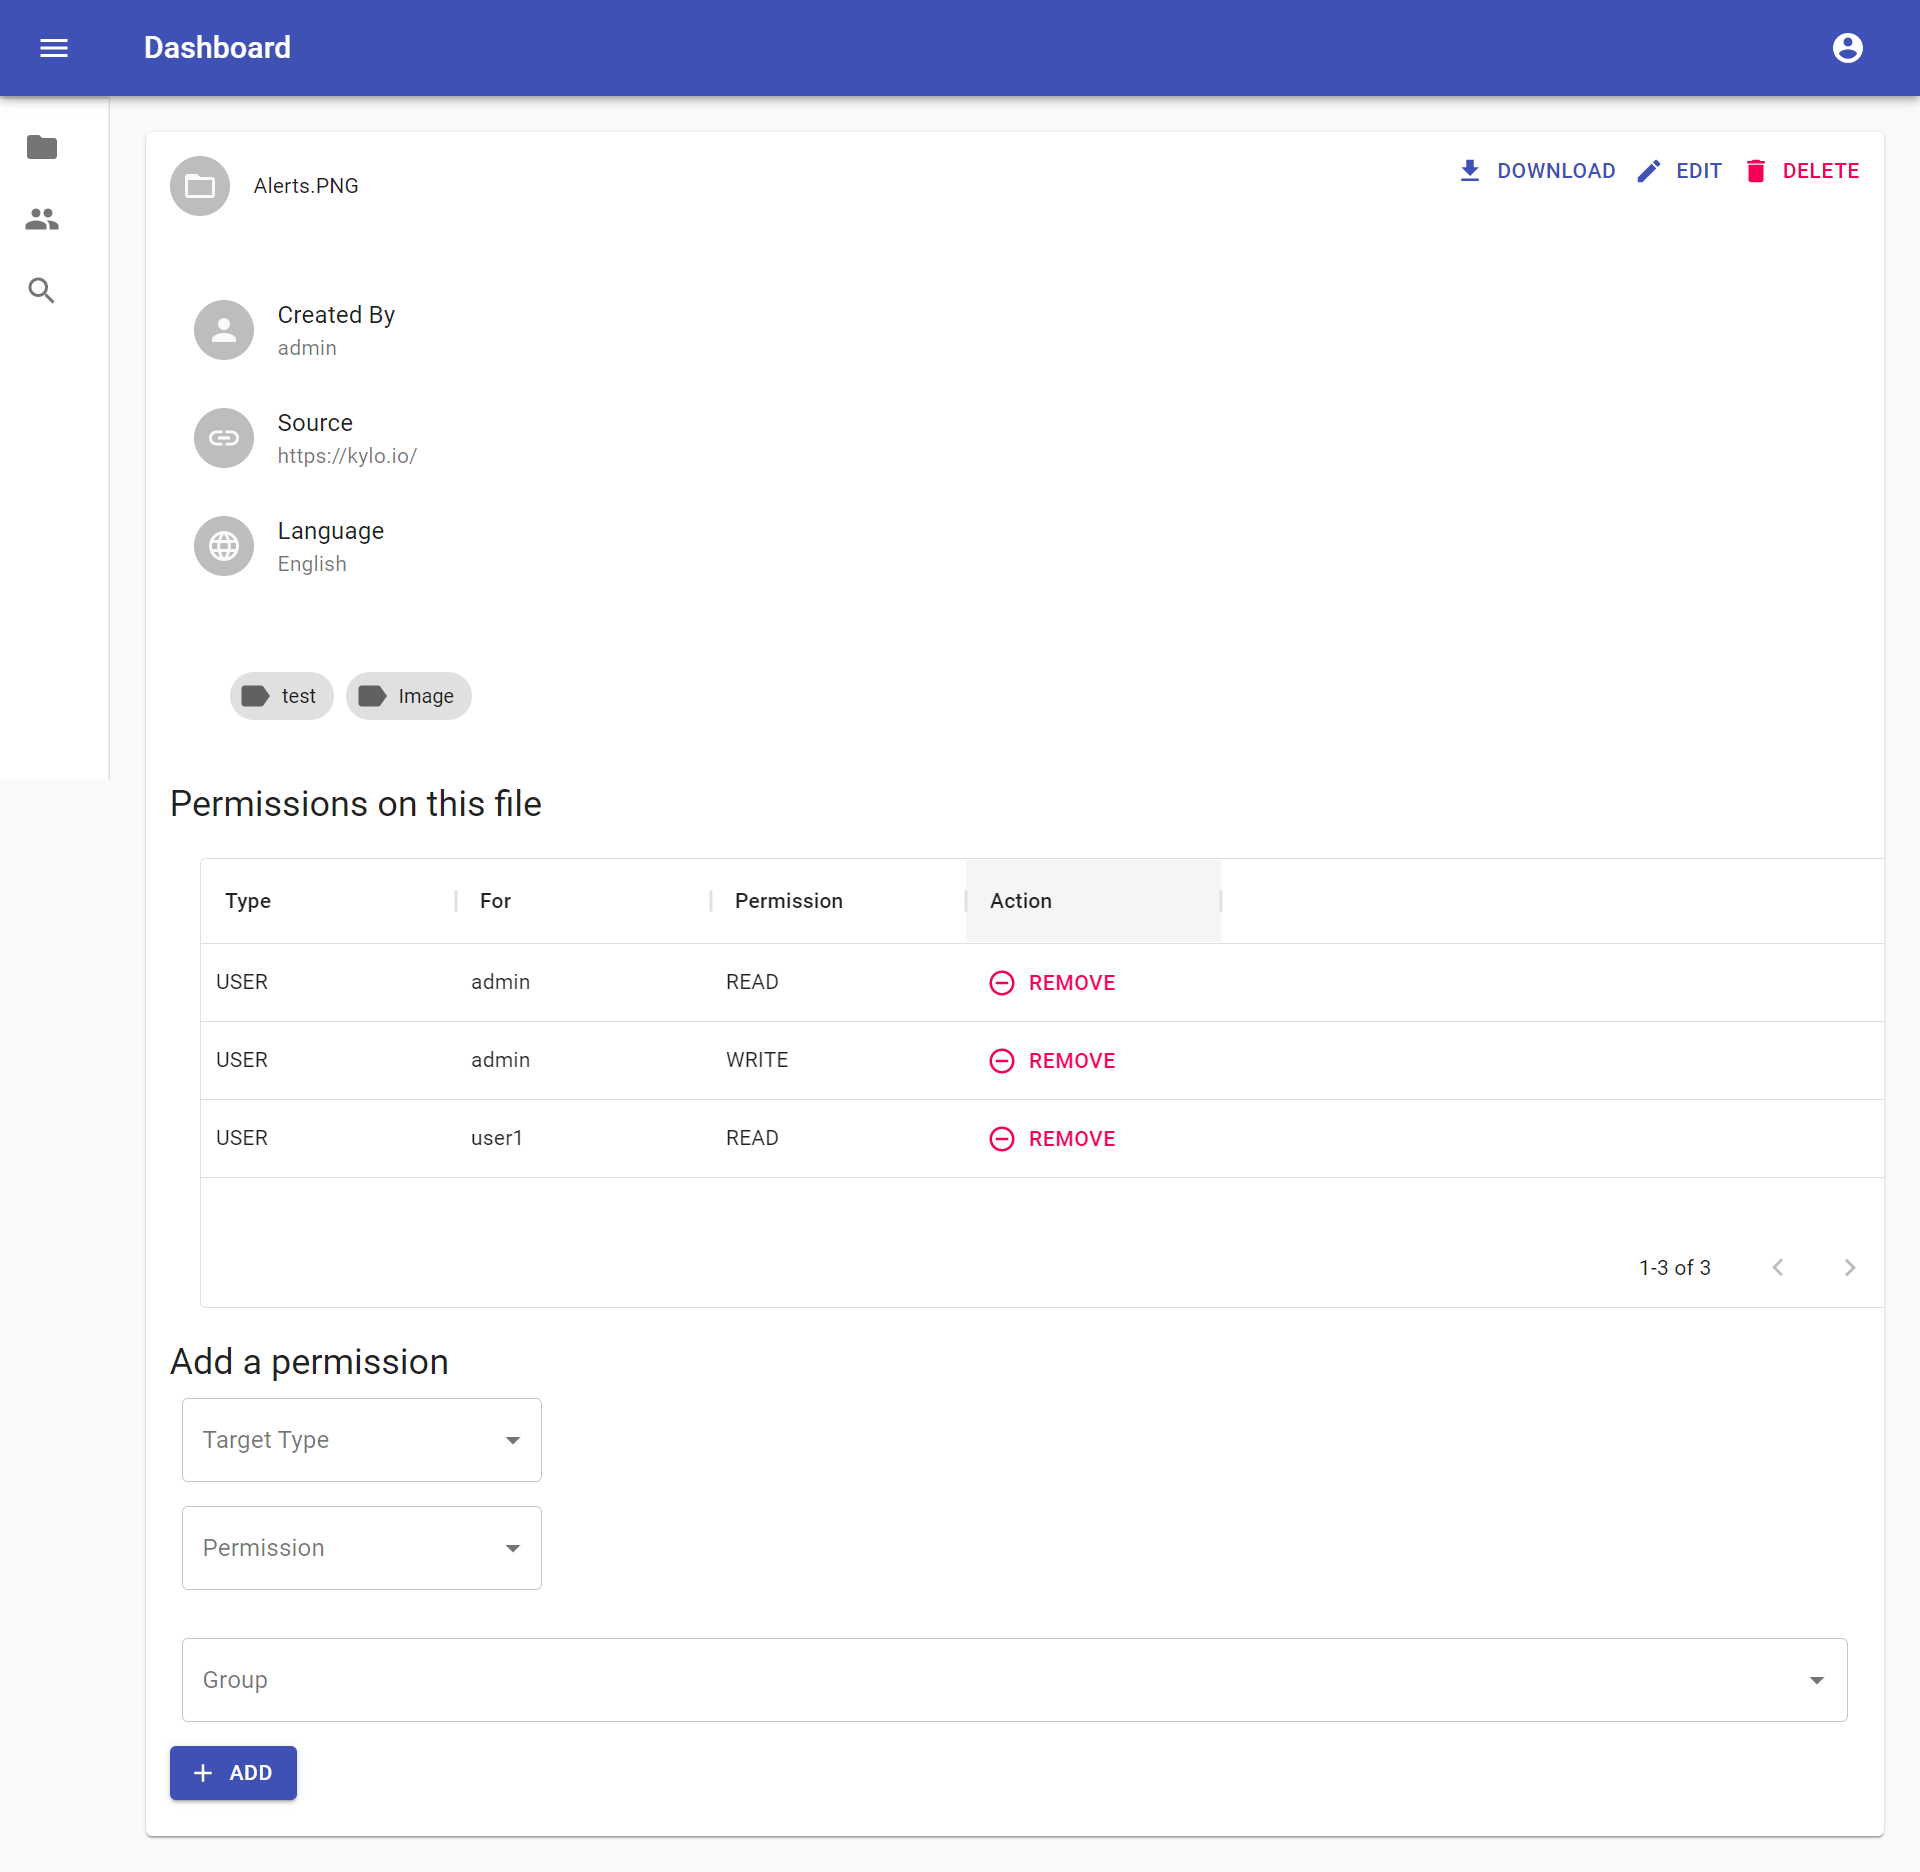 Dashboard
Alerts.PNG
DOWNLOAD EDIT DELETE
Created By
admin
Source
https://kylo.io/
Language
English
test Image
Permissions on this file
Type For Permission Action
USER admin READ REMOVE
USER admin WRITE REMOVE
USER user1 READ REMOVE
1-3 of 3
Add a permission
Target Type
Permission
Group
ADD